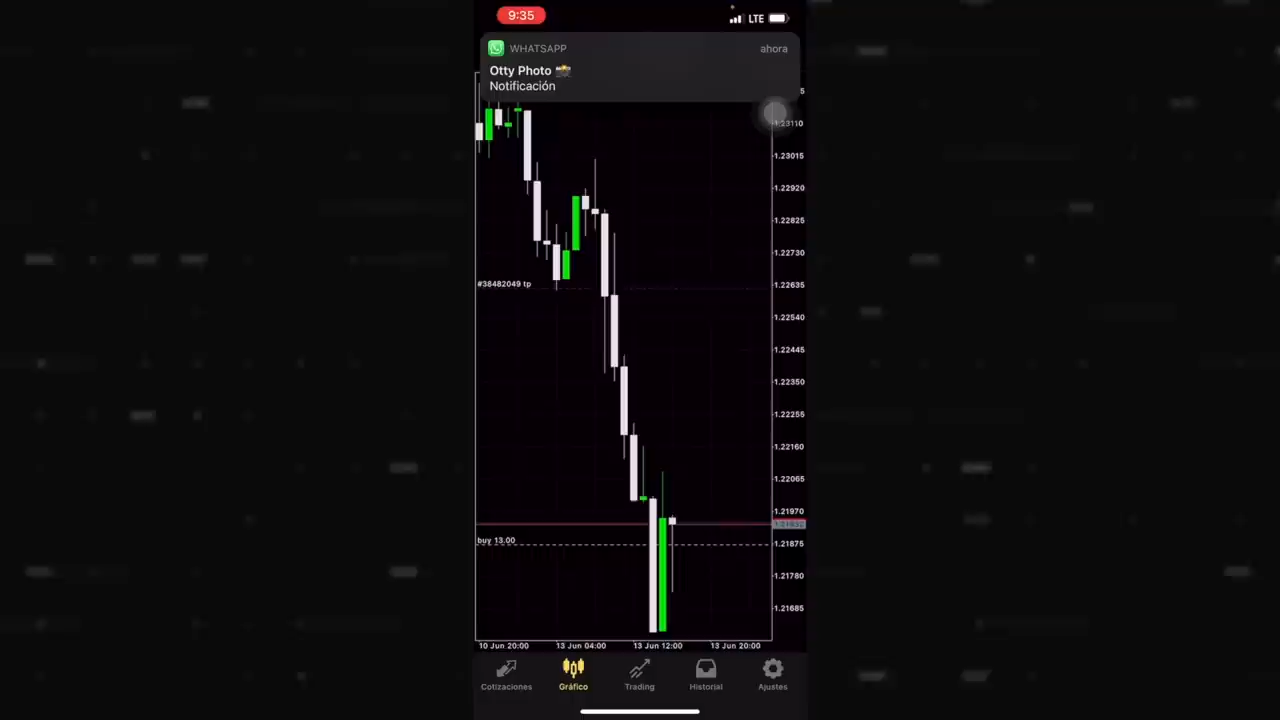 9:35
LTE
WHATSAPP
ahora
Otty Photo
Notificación
1.23110
1.23015
1.22920
1.22825
1.22730
#38482049 tp
1.22635
1.22540
1.22445
1.22350
1.22255
1.22160
1.22065
1.21970
buy 13.00
1.21875
1.21780
1.21685
10 Jun 20:00
13 Jun 04:00
13 Jun 12:00
13 Jun 20:00
Cotizaciones
Gráfico
Trading
Historial
Ajustes